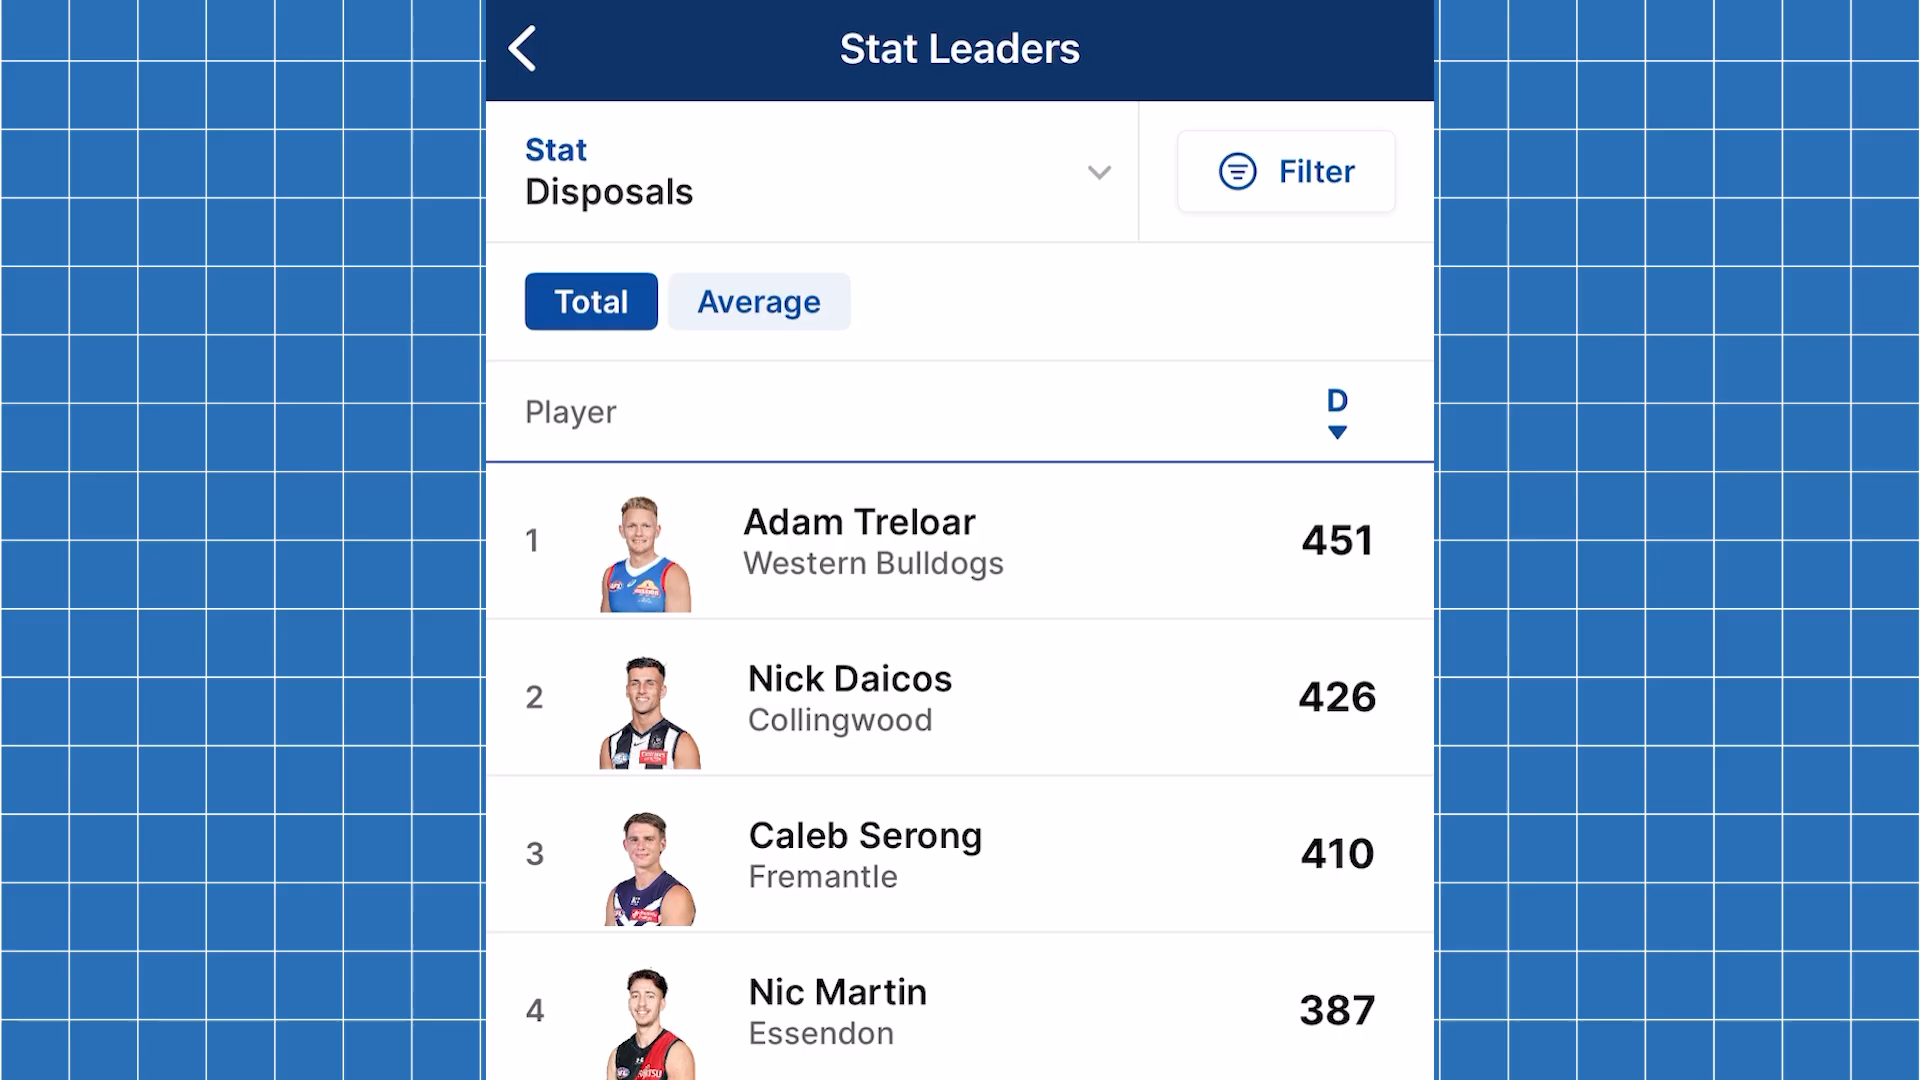 Stat Leaders
Stat
Disposals
Filter
Total
Average
Player
D
1
Adam Treloar
Western Bulldogs
451
2
Nick Daicos
Collingwood
426
3
Caleb Serong
Fremantle
410
4
Nic Martin
Essendon
387